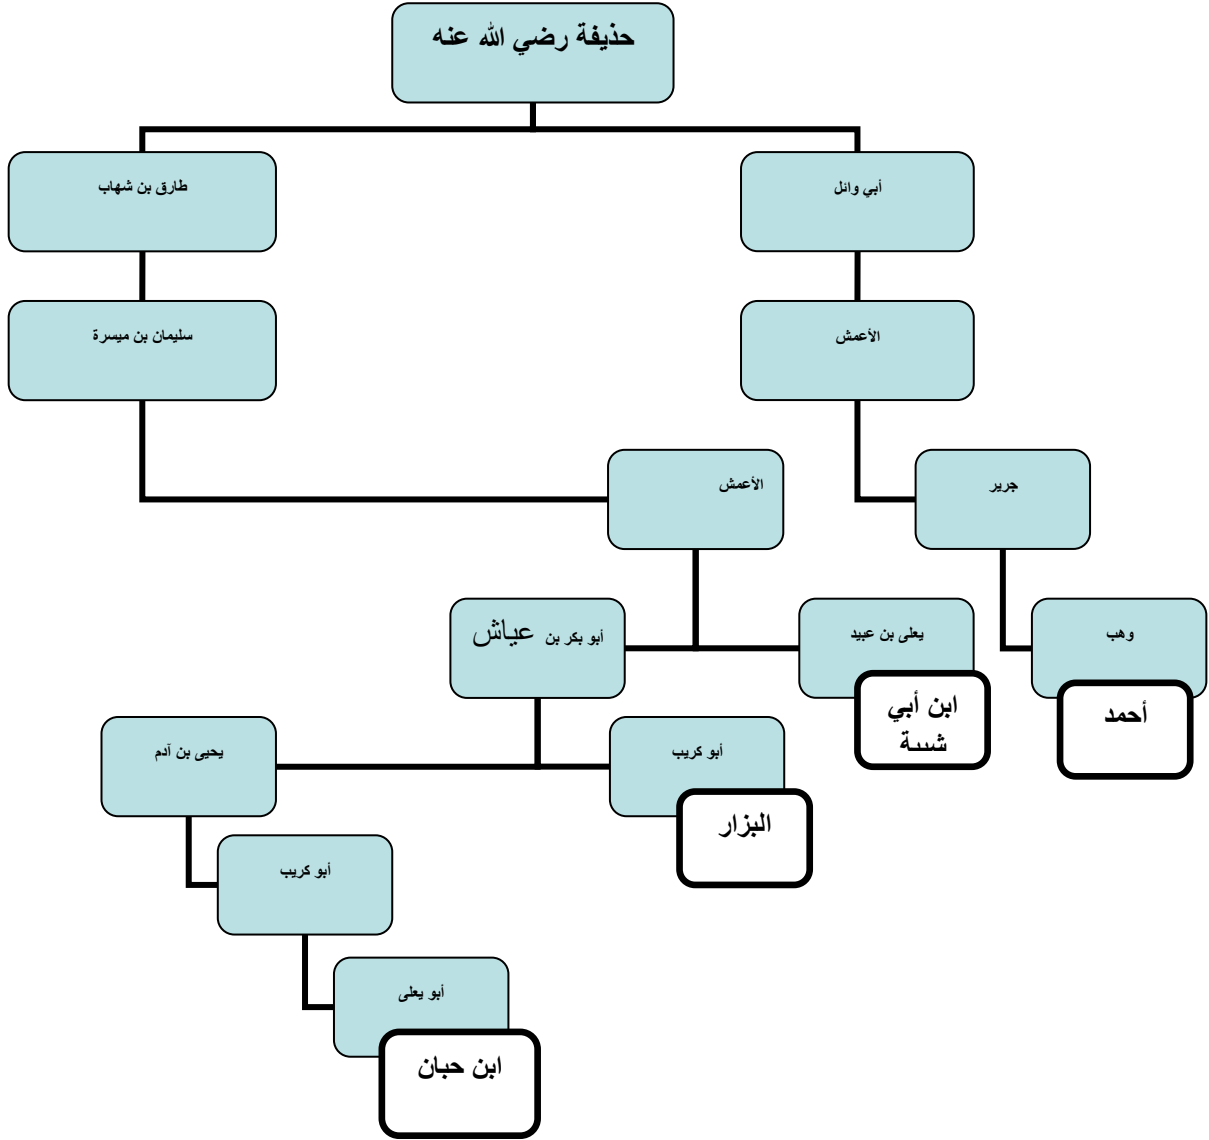 حذيفة رضي الله عنه
أبي وائل
طارق بن شهاب
الأعمش
سليمان بن ميسرة
جرير
الأعمش
وهب
يعلى بن عبيد
أبو بكر بن عياش
أحمد
ابن أبي
شيبة
أبو كريب
يحيى بن آدم
البزار
أبو كريب
أبو يعلى
ابن حبان